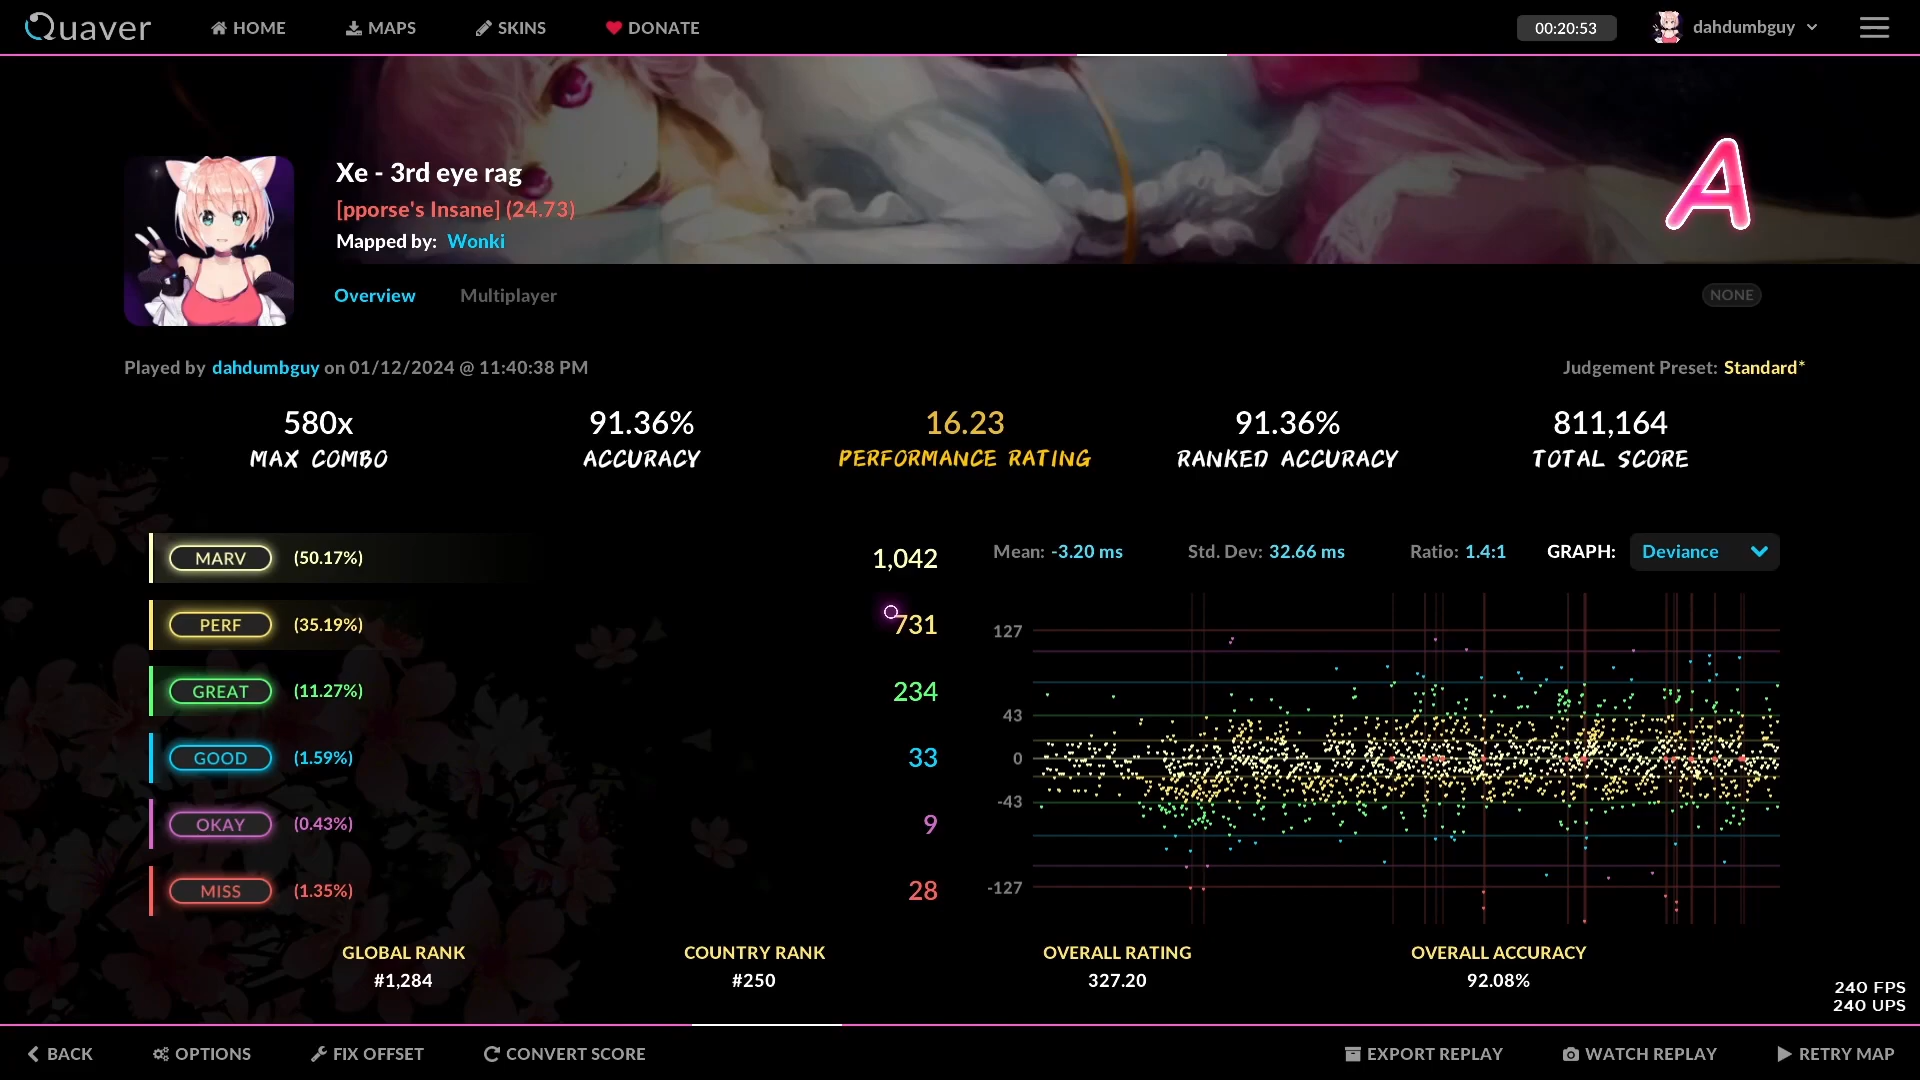 Quaver HOME MAPS SKINS DONATE 00:20:53 dahdumbguy
Xe - 3rd eye rag
[pporse's Insane] (24.73)
Mapped by: Wonki
A
Overview Multiplayer NONE
Played by dahdumbguy on 01/12/2024 @ 11:40:38 PM Judgement Preset: Standard*
580x 91.36% 16.23 91.36% 811,164
MAX COMBO ACCURACY PERFORMANCE RATING RANKED ACCURACY TOTAL SCORE
MARV (50.17%) 1,042
PERF (35.19%) 731
GREAT (11.27%) 234
GOOD (1.59%) 33
OKAY (0.43%) 9
MISS (1.35%) 28
Mean: -3.20 ms Std. Dev: 32.66 ms Ratio: 1.4:1 GRAPH: Deviance
127
43
0
-43
-127
GLOBAL RANK COUNTRY RANK OVERALL RATING OVERALL ACCURACY
#1,284 #250 327.20 92.08%
240 FPS
240 UPS
BACK OPTIONS FIX OFFSET CONVERT SCORE EXPORT REPLAY WATCH REPLAY RETRY MAP